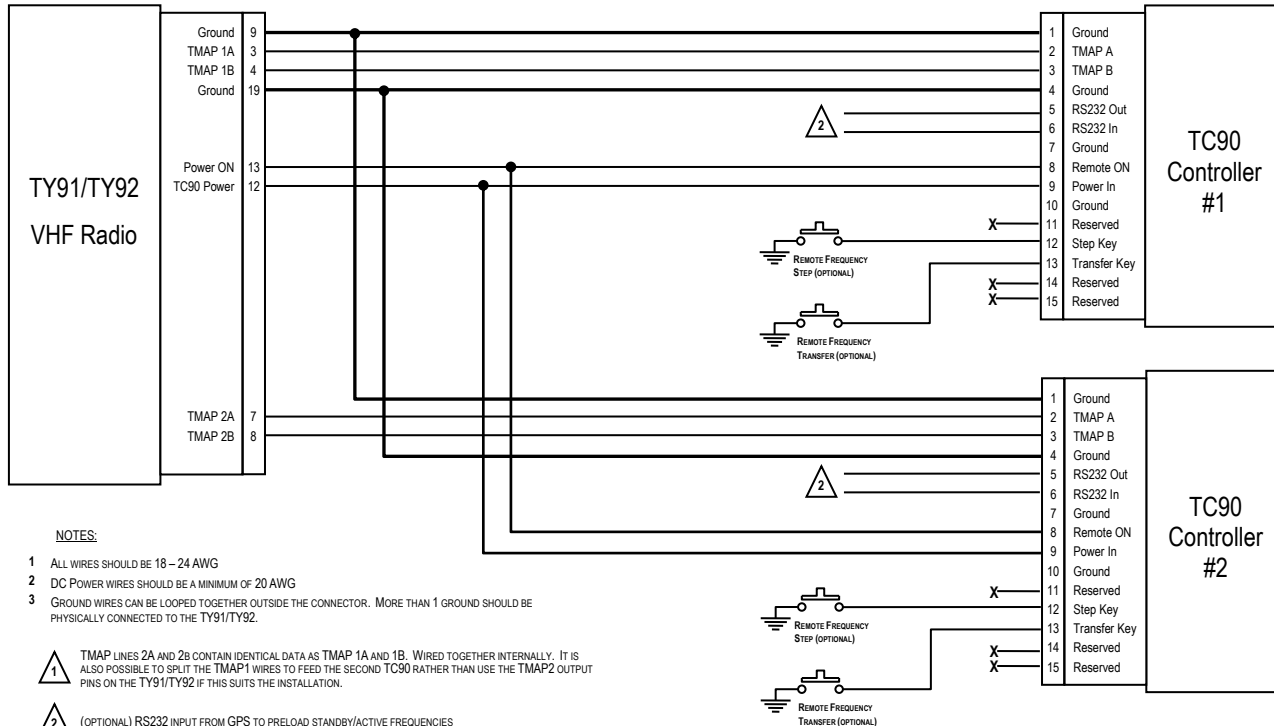 TY91/TY92
VHF Radio
Ground 9
TMAP 1A 3
TMAP 1B 4
Ground 19
Power ON 13
TC90 Power 12
TMAP 2A 7
TMAP 2B 8
2
REMOTE FREQUENCY
STEP (OPTIONAL)
REMOTE FREQUENCY
TRANSFER (OPTIONAL)
1 Ground
2 TMAP A
3 TMAP B
4 Ground
5 RS232 Out
6 RS232 In
7 Ground
8 Remote ON
9 Power In
10 Ground
X 11 Reserved
12 Step Key
13 Transfer Key
X 14 Reserved
X 15 Reserved
TC90
Controller
#1
2
REMOTE FREQUENCY
STEP (OPTIONAL)
REMOTE FREQUENCY
TRANSFER (OPTIONAL)
1 Ground
2 TMAP A
3 TMAP B
4 Ground
5 RS232 Out
6 RS232 In
7 Ground
8 Remote ON
9 Power In
10 Ground
X 11 Reserved
12 Step Key
13 Transfer Key
X 14 Reserved
X 15 Reserved
TC90
Controller
#2
NOTES:
1 ALL WIRES SHOULD BE 18 – 24 AWG
2 DC POWER WIRES SHOULD BE A MINIMUM OF 20 AWG
3 GROUND WIRES CAN BE LOOPED TOGETHER OUTSIDE THE CONNECTOR. MORE THAN 1 GROUND SHOULD BE
PHYSICALLY CONNECTED TO THE TY91/TY92.
1 TMAP LINES 2A AND 2B CONTAIN IDENTICAL DATA AS TMAP 1A AND 1B. WIRED TOGETHER INTERNALLY. IT IS
ALSO POSSIBLE TO SPLIT THE TMAP1 WIRES TO FEED THE SECOND TC90 RATHER THAN USE THE TMAP2 OUTPUT
PINS ON THE TY91/TY92 IF THIS SUITS THE INSTALLATION.
2 (OPTIONAL) RS232 INPUT FROM GPS TO PRELOAD STANDBY/ACTIVE FREQUENCIES